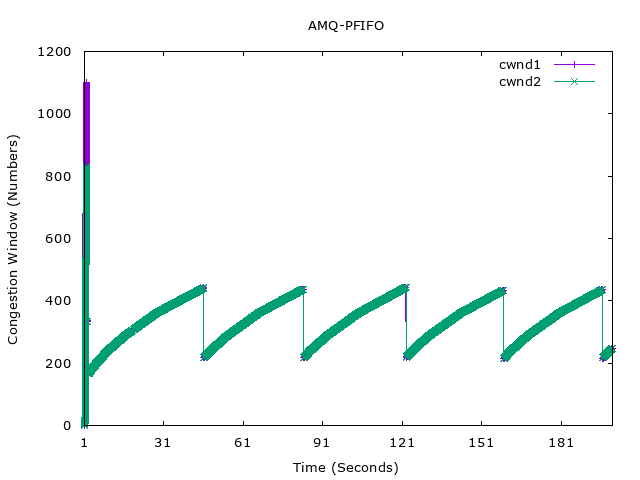 AMQ-PFIFO
1200
cwnd1
cwnd2
1000
800
600
400
200
0
Congestion Window (Numbers)
1 31 61 91 121 151 181
Time (Seconds)